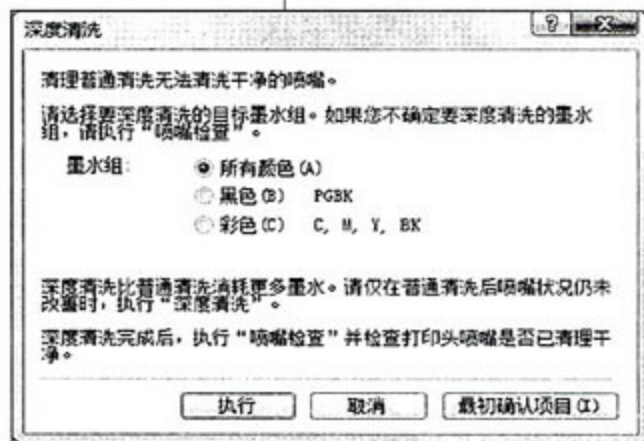 深度清洗
清理普通清洗无法清洗干净的喷嘴。
请选择要深度清洗的目标墨水组。如果您不确定要深度清洗的墨水
组，请执行“喷嘴检查”。
墨水组: 所有颜色(A)
黑色(B) PGBK
彩色(C) C, M, Y, BK
深度清洗比普通清洗消耗更多墨水。请仅在普通清洗后喷嘴状况仍未
改善时，执行“深度清洗”。
深度清洗完成后，执行“喷嘴检查”并检查打印头喷嘴是否已清理干
净。
执行 取消 最初确认项目(I)